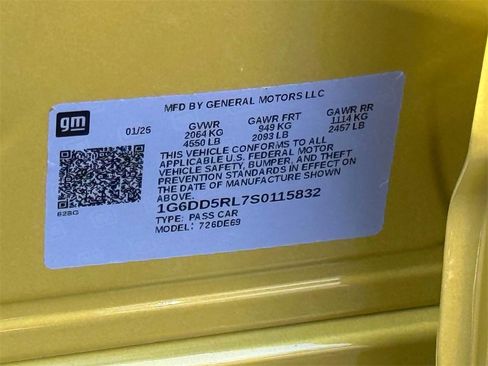 MFD BY GENERAL MOTORS LLC
gm
01/25 GVWR GAWR FRT GAWR RR
2064 KG 949 KG 1114 KG
4550 LB 2093 LB 2457 LB
THIS VEHICLE CONFORMS TO ALL
APPLICABLE U.S. FEDERAL MOTOR
VEHICLE SAFETY, BUMPER, AND THEFT
PREVENTION STANDARDS IN EFFECT ON
THE DATE OF MANUFACTURE SHOWN
ABOVE.
1G6DD5RL7S0115832
TYPE: PASS CAR
MODEL: 726DE69